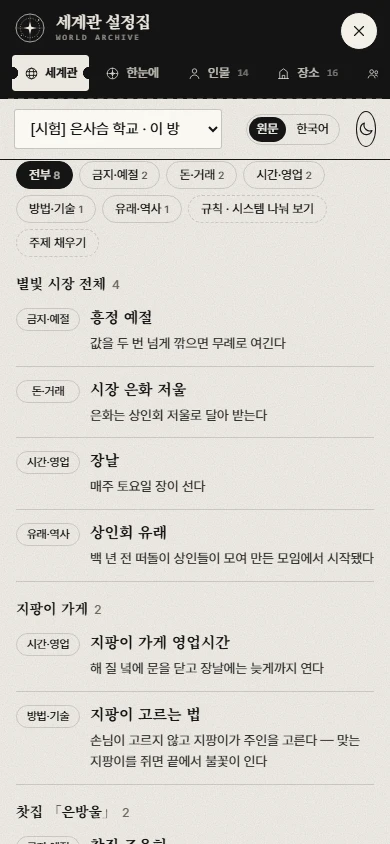 세계관 설정집
WORLD ARCHIVE
세계관 한눈에 인물 14 장소 16
[시험] 은사슴 학교 · 이 방 원문 한국어
전부 8 금지·예절 2 돈·거래 2 시간·영업 2
방법·기술 1 유래·역사 1 규칙 · 시스템 나눠 보기
주제 채우기
별빛 시장 전체 4
금지·예절 흥정 예절
값을 두 번 넘게 깎으면 무례로 여긴다
돈·거래 시장 은화 저울
은화는 상인회 저울로 달아 받는다
시간·영업 장날
매주 토요일 장이 선다
유래·역사 상인회 유래
백 년 전 떠돌이 상인들이 모여 만든 모임에서 시작됐다
지팡이 가게 2
시간·영업 지팡이 가게 영업시간
해 질 녘에 문을 닫고 장날에는 늦게까지 연다
방법·기술 지팡이 고르는 법
손님이 고르지 않고 지팡이가 주인을 고른다 — 맞는
지팡이를 쥐면 끝에서 불꽃이 인다
찻집 「은방울」 2